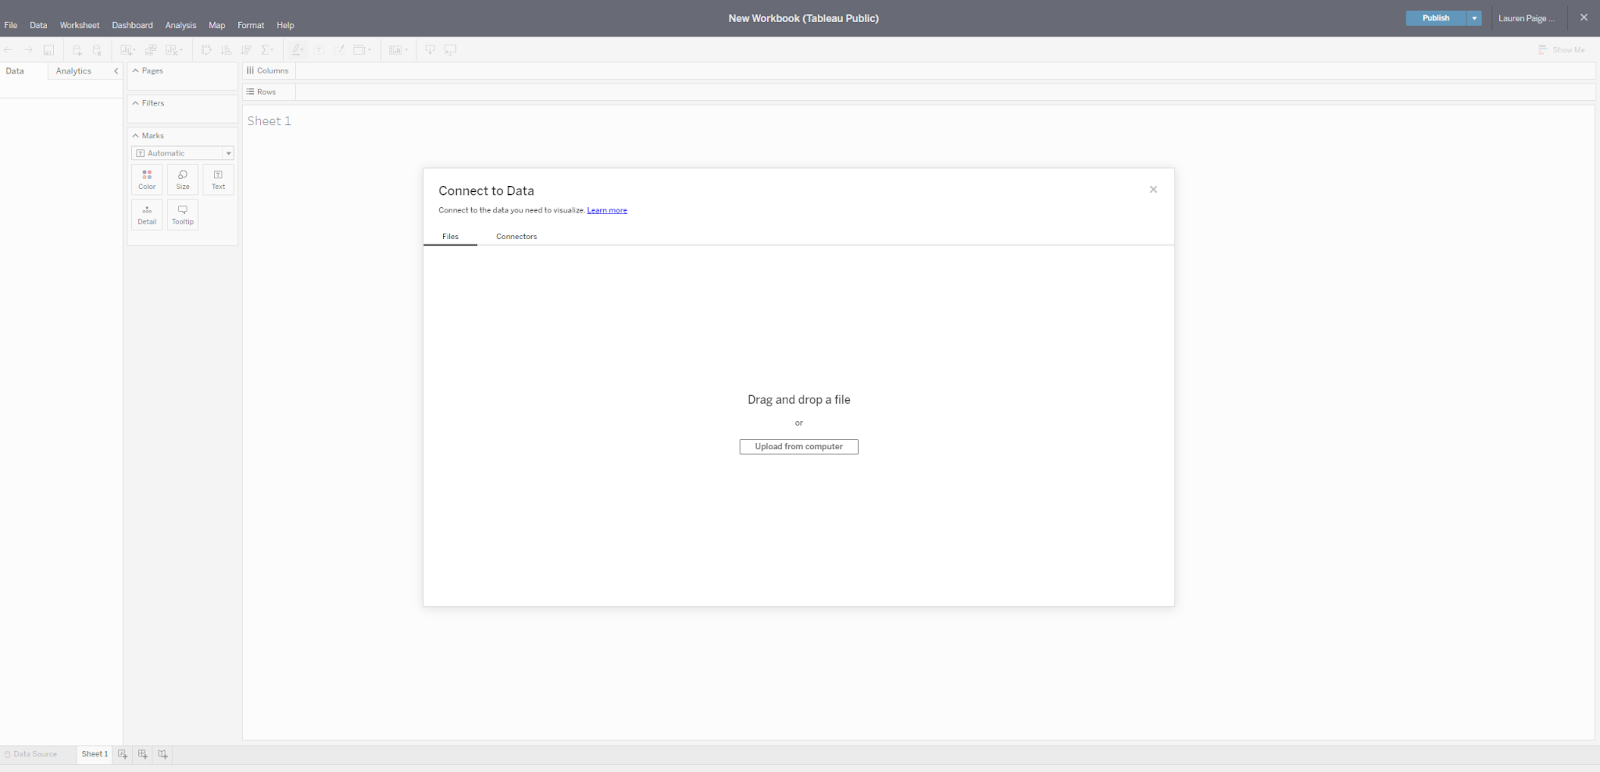 New Workbook (Tableau Public)
Publish
Lauren Paige ...
File Data Worksheet Dashboard Analysis Map Format Help
Show Me
Data Analytics
Pages
Columns
Rows
Filters
Sheet 1
Marks
Automatic
Color Size Text
Detail Tooltip
Connect to Data
Connect to the data you need to visualize. Learn more
Files Connectors
Drag and drop a file
or
Upload from computer
Data Source Sheet 1